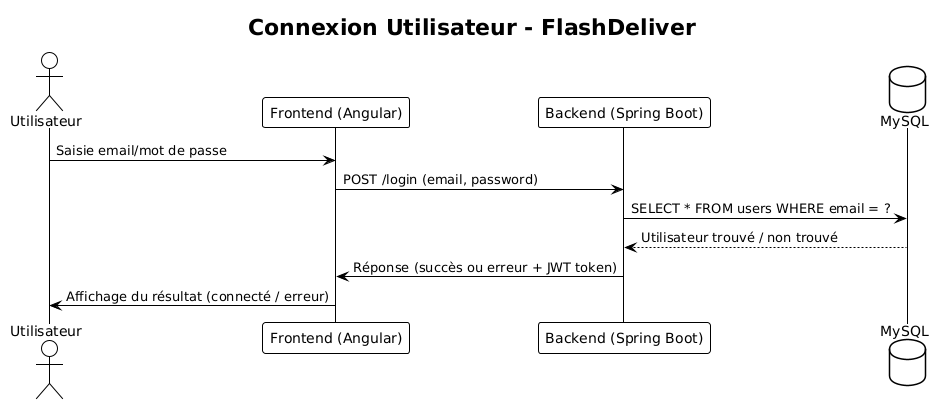 Connexion Utilisateur - FlashDeliver
Utilisateur
Frontend (Angular)
Backend (Spring Boot)
MySQL
Saisie email/mot de passe
POST /login (email, password)
SELECT * FROM users WHERE email = ?
Utilisateur trouvé / non trouvé
Réponse (succès ou erreur + JWT token)
Affichage du résultat (connecté / erreur)
Utilisateur
Frontend (Angular)
Backend (Spring Boot)
MySQL